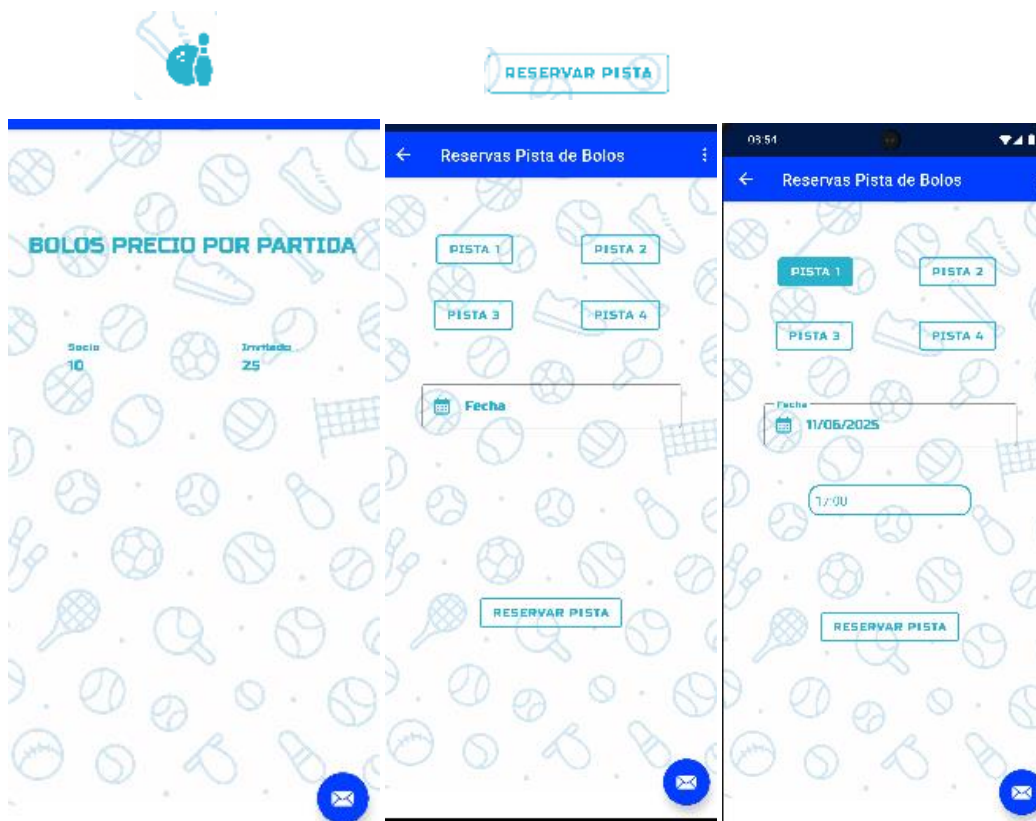 RESERVAR PISTA
BOLOS PRECIO POR PARTIDA
Socio
Invitado
10
25
Reservas Pista de Bolos
PISTA 1
PISTA 2
PISTA 3
PISTA 4
Fecha
RESERVAR PISTA
03:54
Reservas Pista de Bolos
PISTA 1
PISTA 2
PISTA 3
PISTA 4
Fecha
11/06/2025
17:00
RESERVAR PISTA